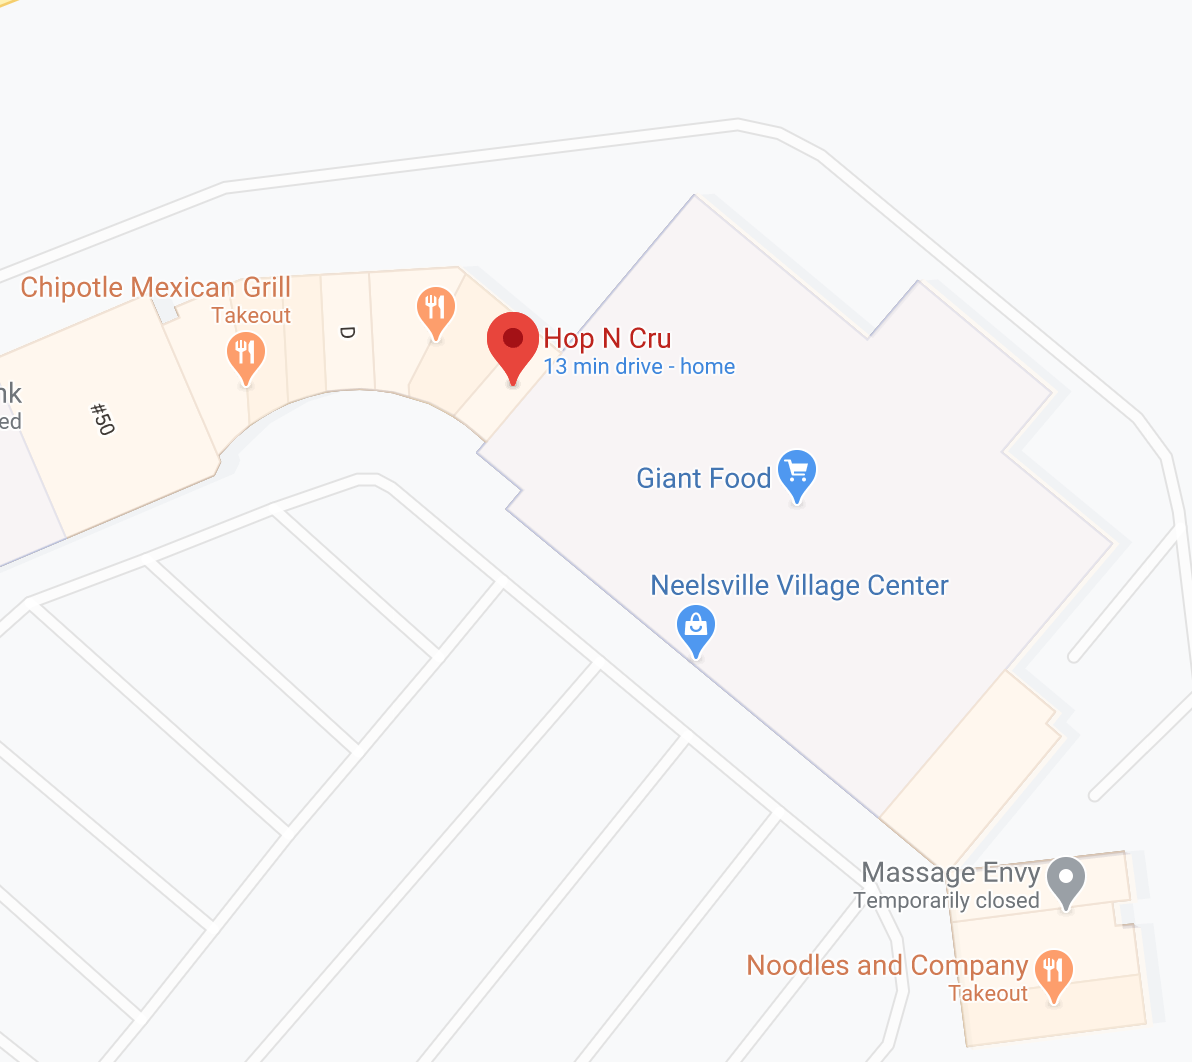 Chipotle Mexican Grill
Takeout
D
Hop N Cru
13 min drive - home
nk
ed
#50
Giant Food
Neelsville Village Center
Massage Envy
Temporarily closed
Noodles and Company
Takeout